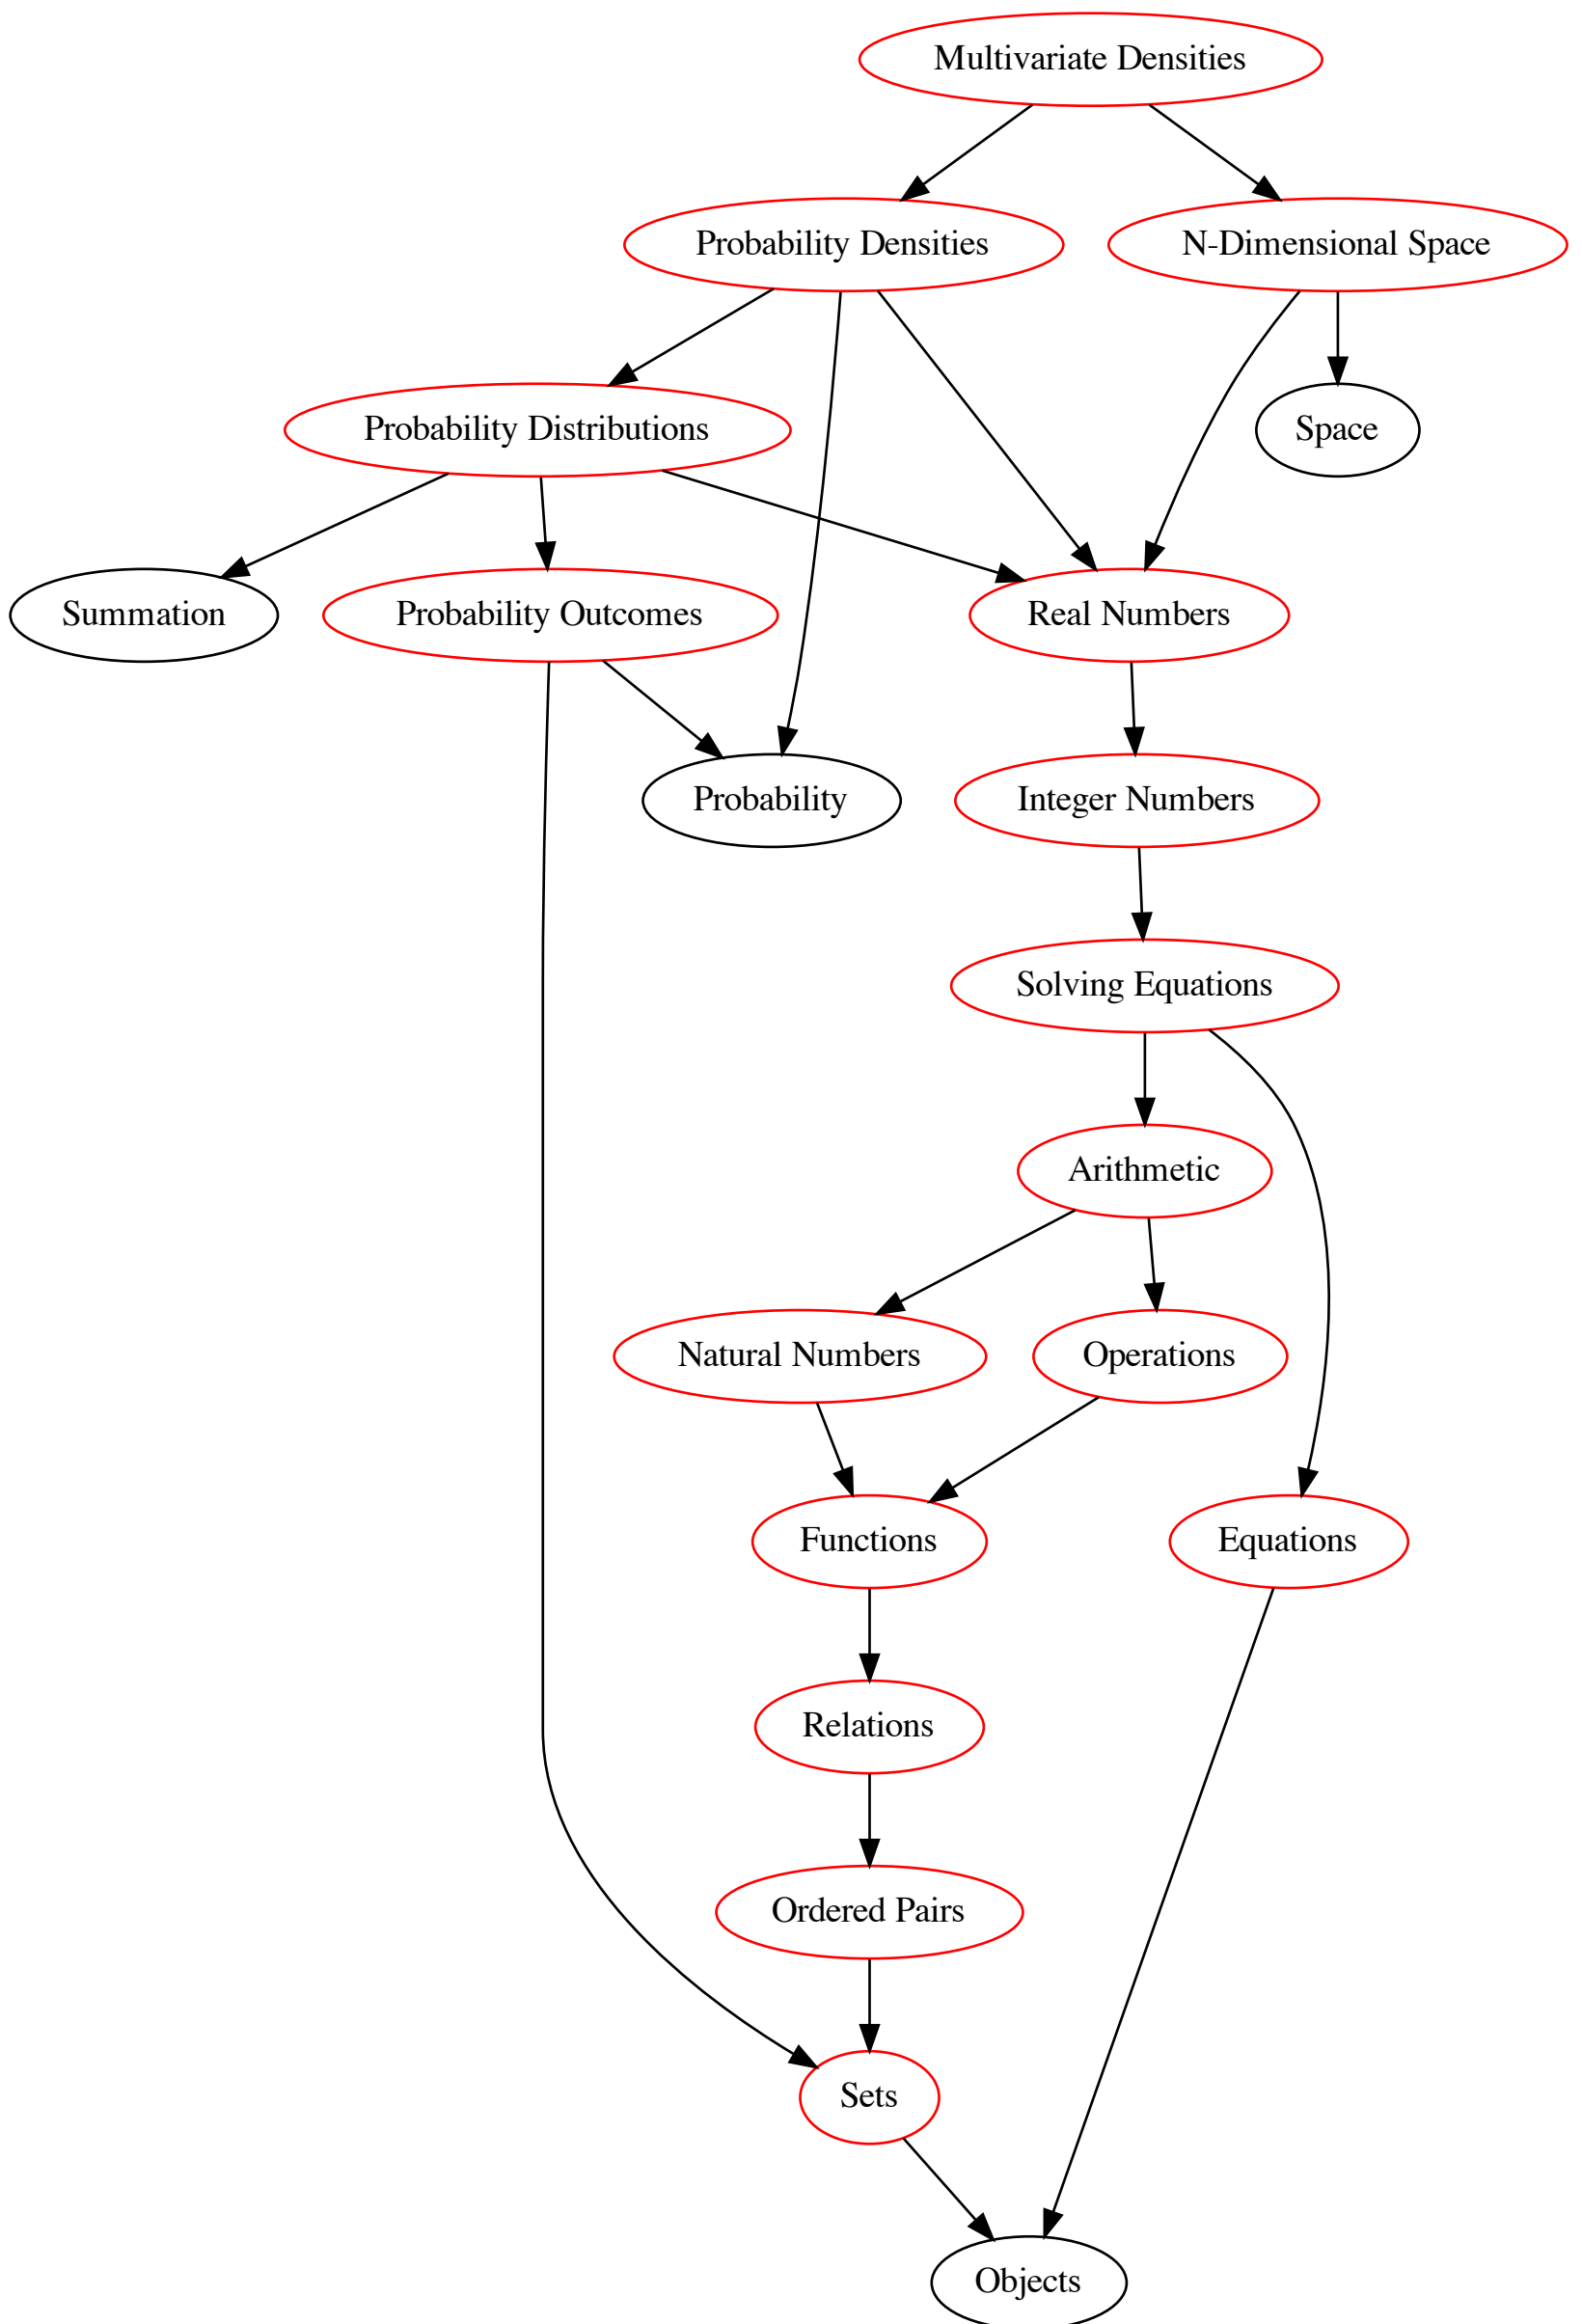 Multivariate Densities
Probability Densities
N-Dimensional Space
Probability Distributions
Space
Summation
Probability Outcomes
Real Numbers
Probability
Integer Numbers
Solving Equations
Arithmetic
Natural Numbers
Operations
Functions
Equations
Relations
Ordered Pairs
Sets
Objects